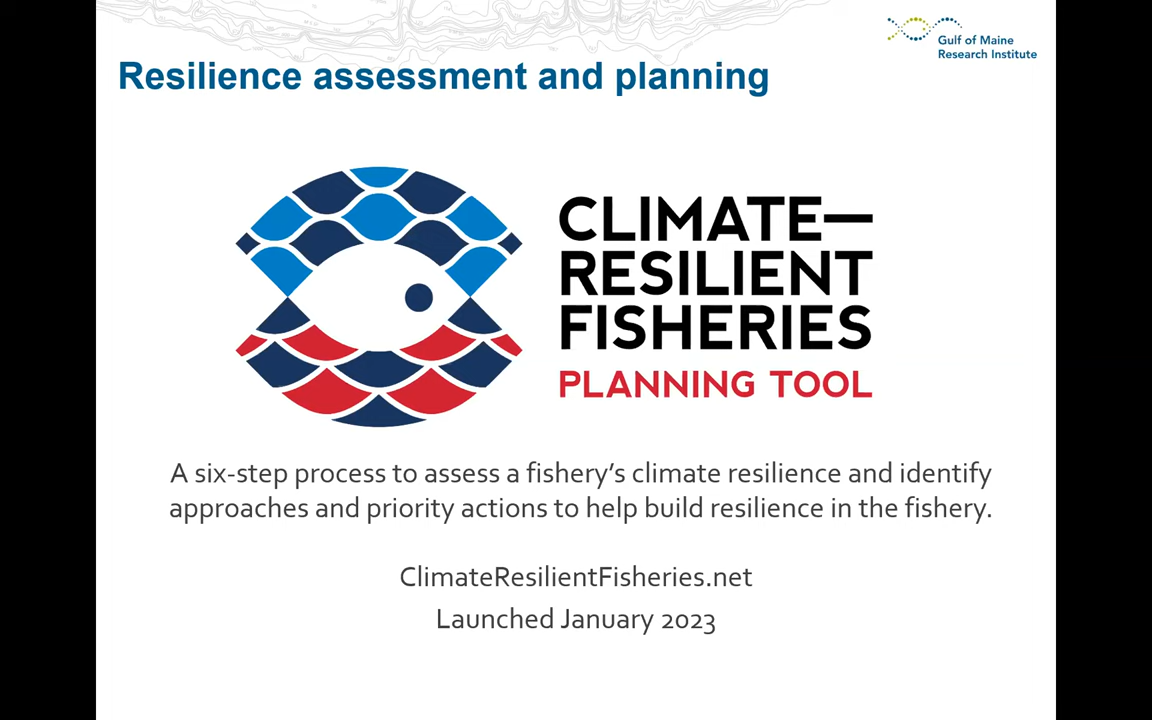 Gulf of Maine
Research Institute
Resilience assessment and planning
CLIMATE—
RESILIENT
FISHERIES
PLANNING TOOL
A six-step process to assess a fishery’s climate resilience and identify
approaches and priority actions to help build resilience in the fishery.
ClimateResilientFisheries.net
Launched January 2023